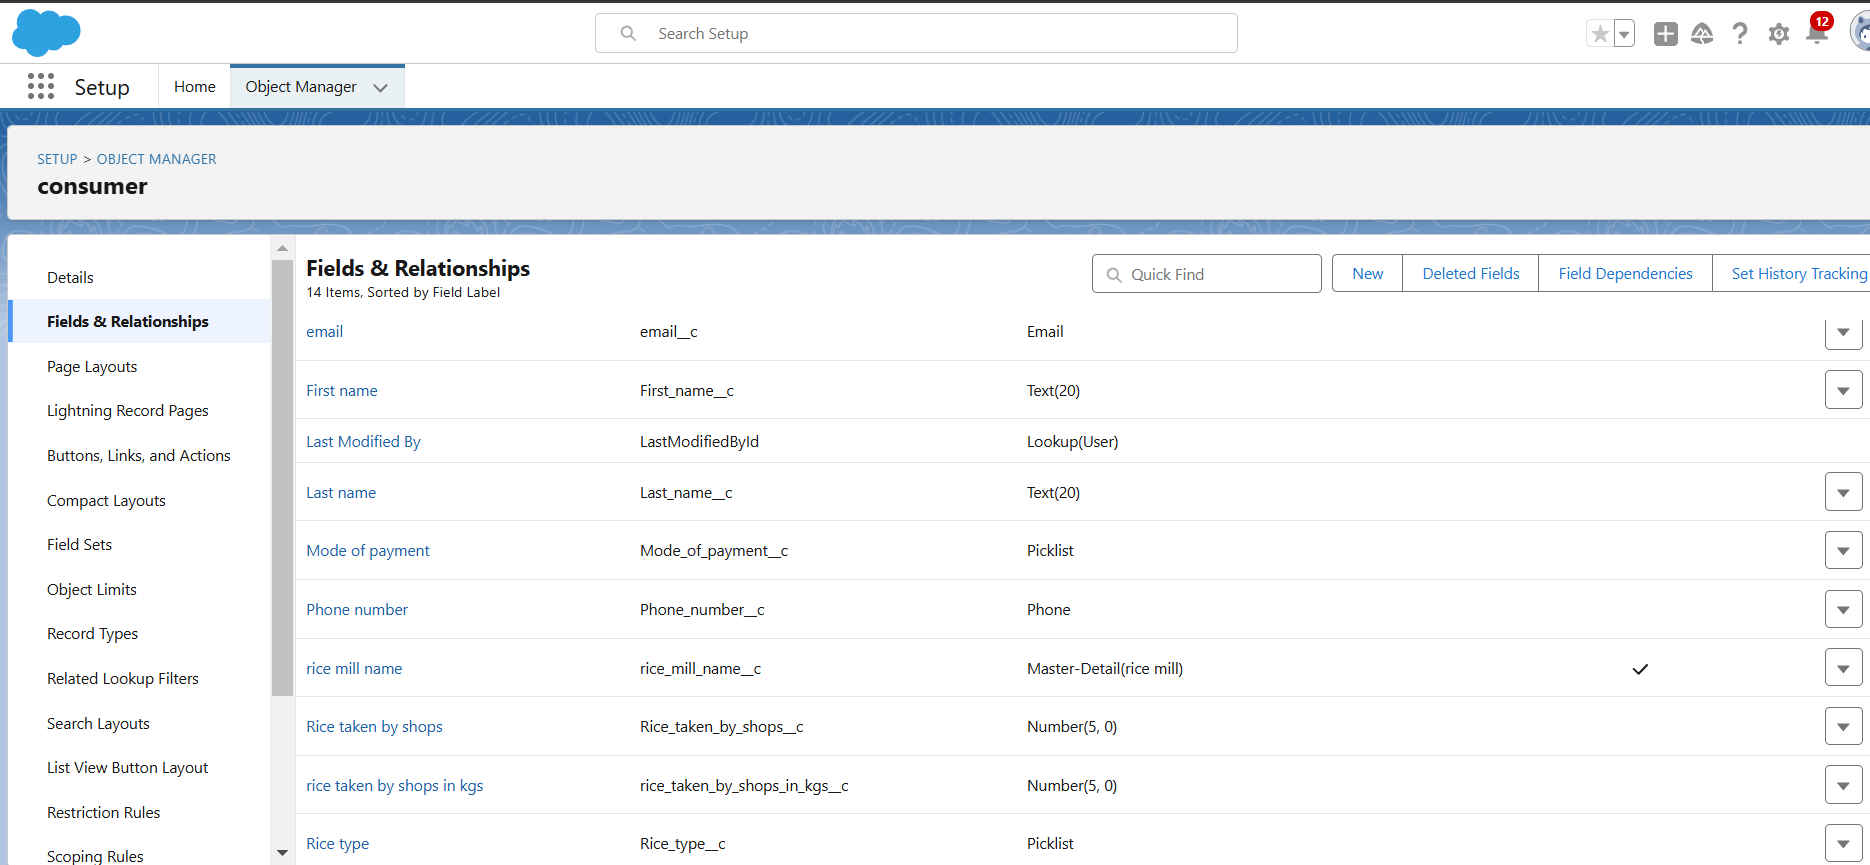 Search Setup
12
Setup
Home
Object Manager
SETUP > OBJECT MANAGER
consumer
Details
Fields & Relationships
Page Layouts
Lightning Record Pages
Buttons, Links, and Actions
Compact Layouts
Field Sets
Object Limits
Record Types
Related Lookup Filters
Search Layouts
List View Button Layout
Restriction Rules
Scoping Rules
Fields & Relationships
14 Items, Sorted by Field Label
Quick Find
New
Deleted Fields
Field Dependencies
Set History Tracking
email email__c Email
First name First_name__c Text(20)
Last Modified By LastModifiedById Lookup(User)
Last name Last_name__c Text(20)
Mode of payment Mode_of_payment__c Picklist
Phone number Phone_number__c Phone
rice mill name rice_mill_name__c Master-Detail(rice mill)
Rice taken by shops Rice_taken_by_shops__c Number(5, 0)
rice taken by shops in kgs rice_taken_by_shops_in_kgs__c Number(5, 0)
Rice type Rice_type__c Picklist